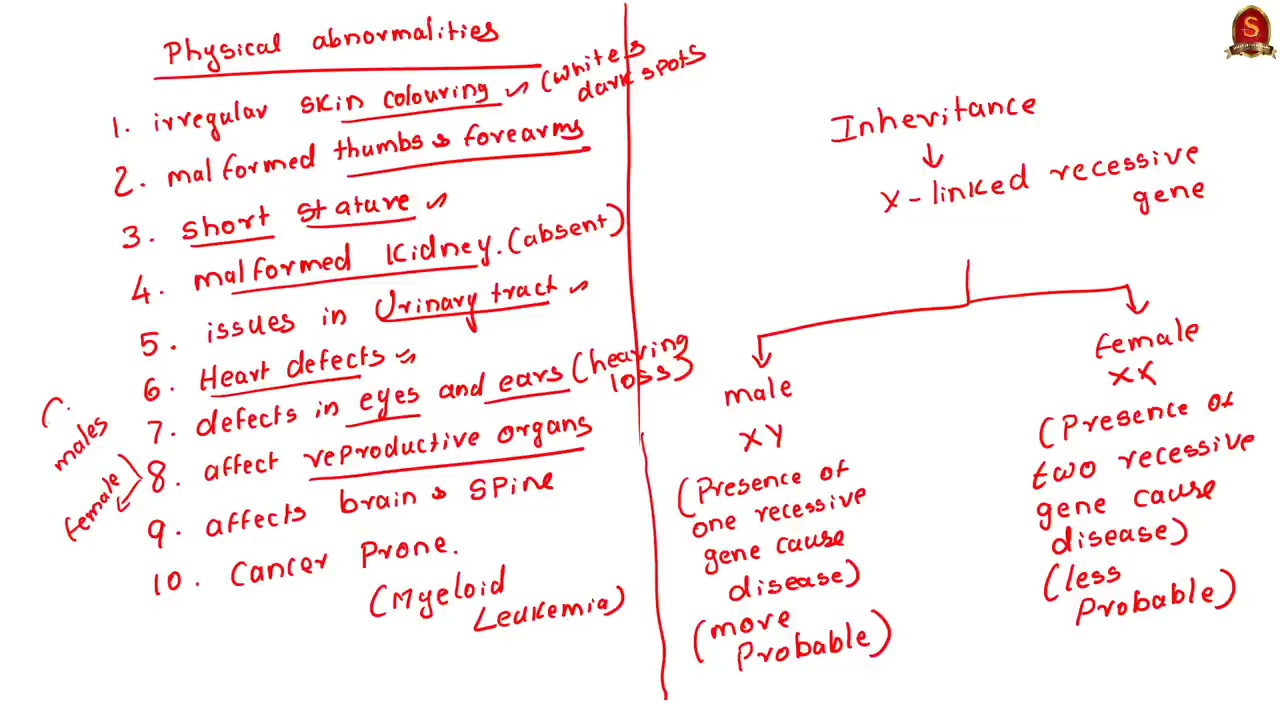 Physical abnormalities
1. irregular skin colouring (white &
dark spots
2. malformed thumbs & forearms
3. short stature
4. malformed kidney. (absent)
5. issues in Urinary tract
6. Heart defects
7. defects in eyes and ears (hearing
loss)
males
female
8. affect reproductive organs
9. affects brain & spine
10. Cancer Prone.
(Myeloid
Leukemia)
Inheritance
X-linked recessive
gene
male
XY
(Presence of
one recessive
gene cause
disease)
(more
Probable)
female
XX
(Presence of
two recessive
gene cause
disease)
(less
Probable)
S